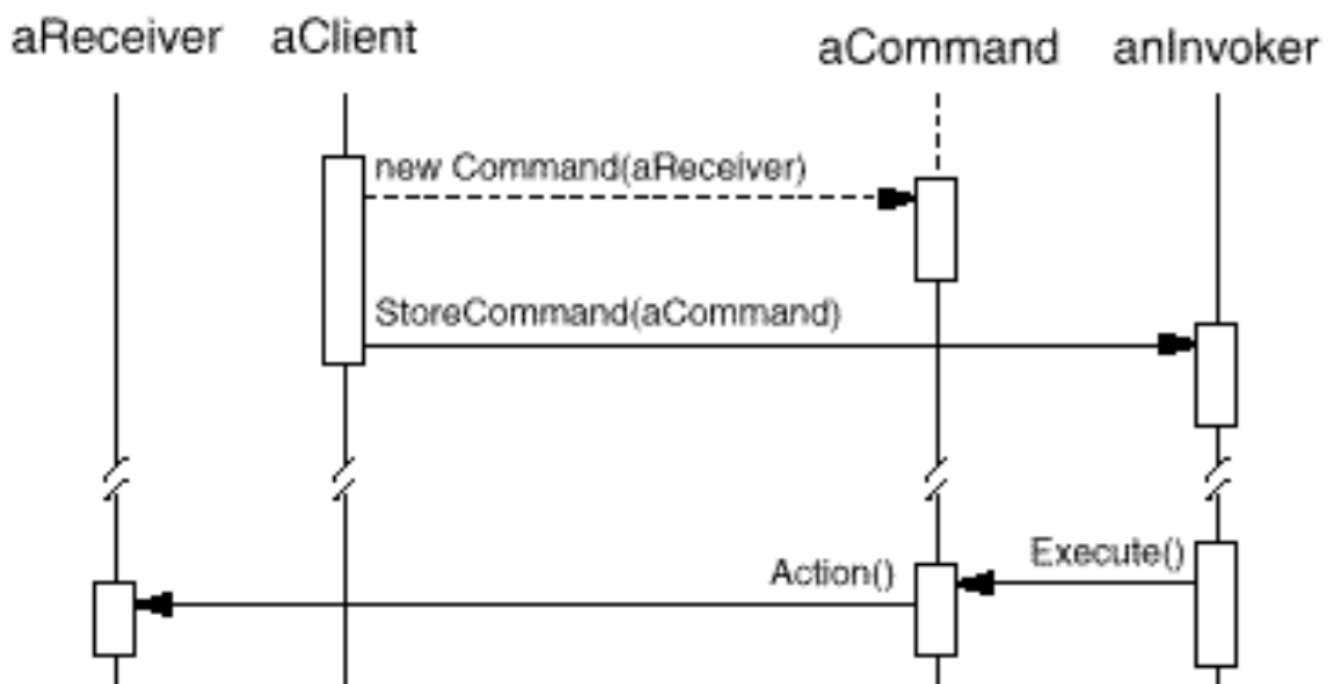 aReceiver
aClient
aCommand
anInvoker
new Command(aReceiver)
StoreCommand(aCommand)
Execute()
Action()